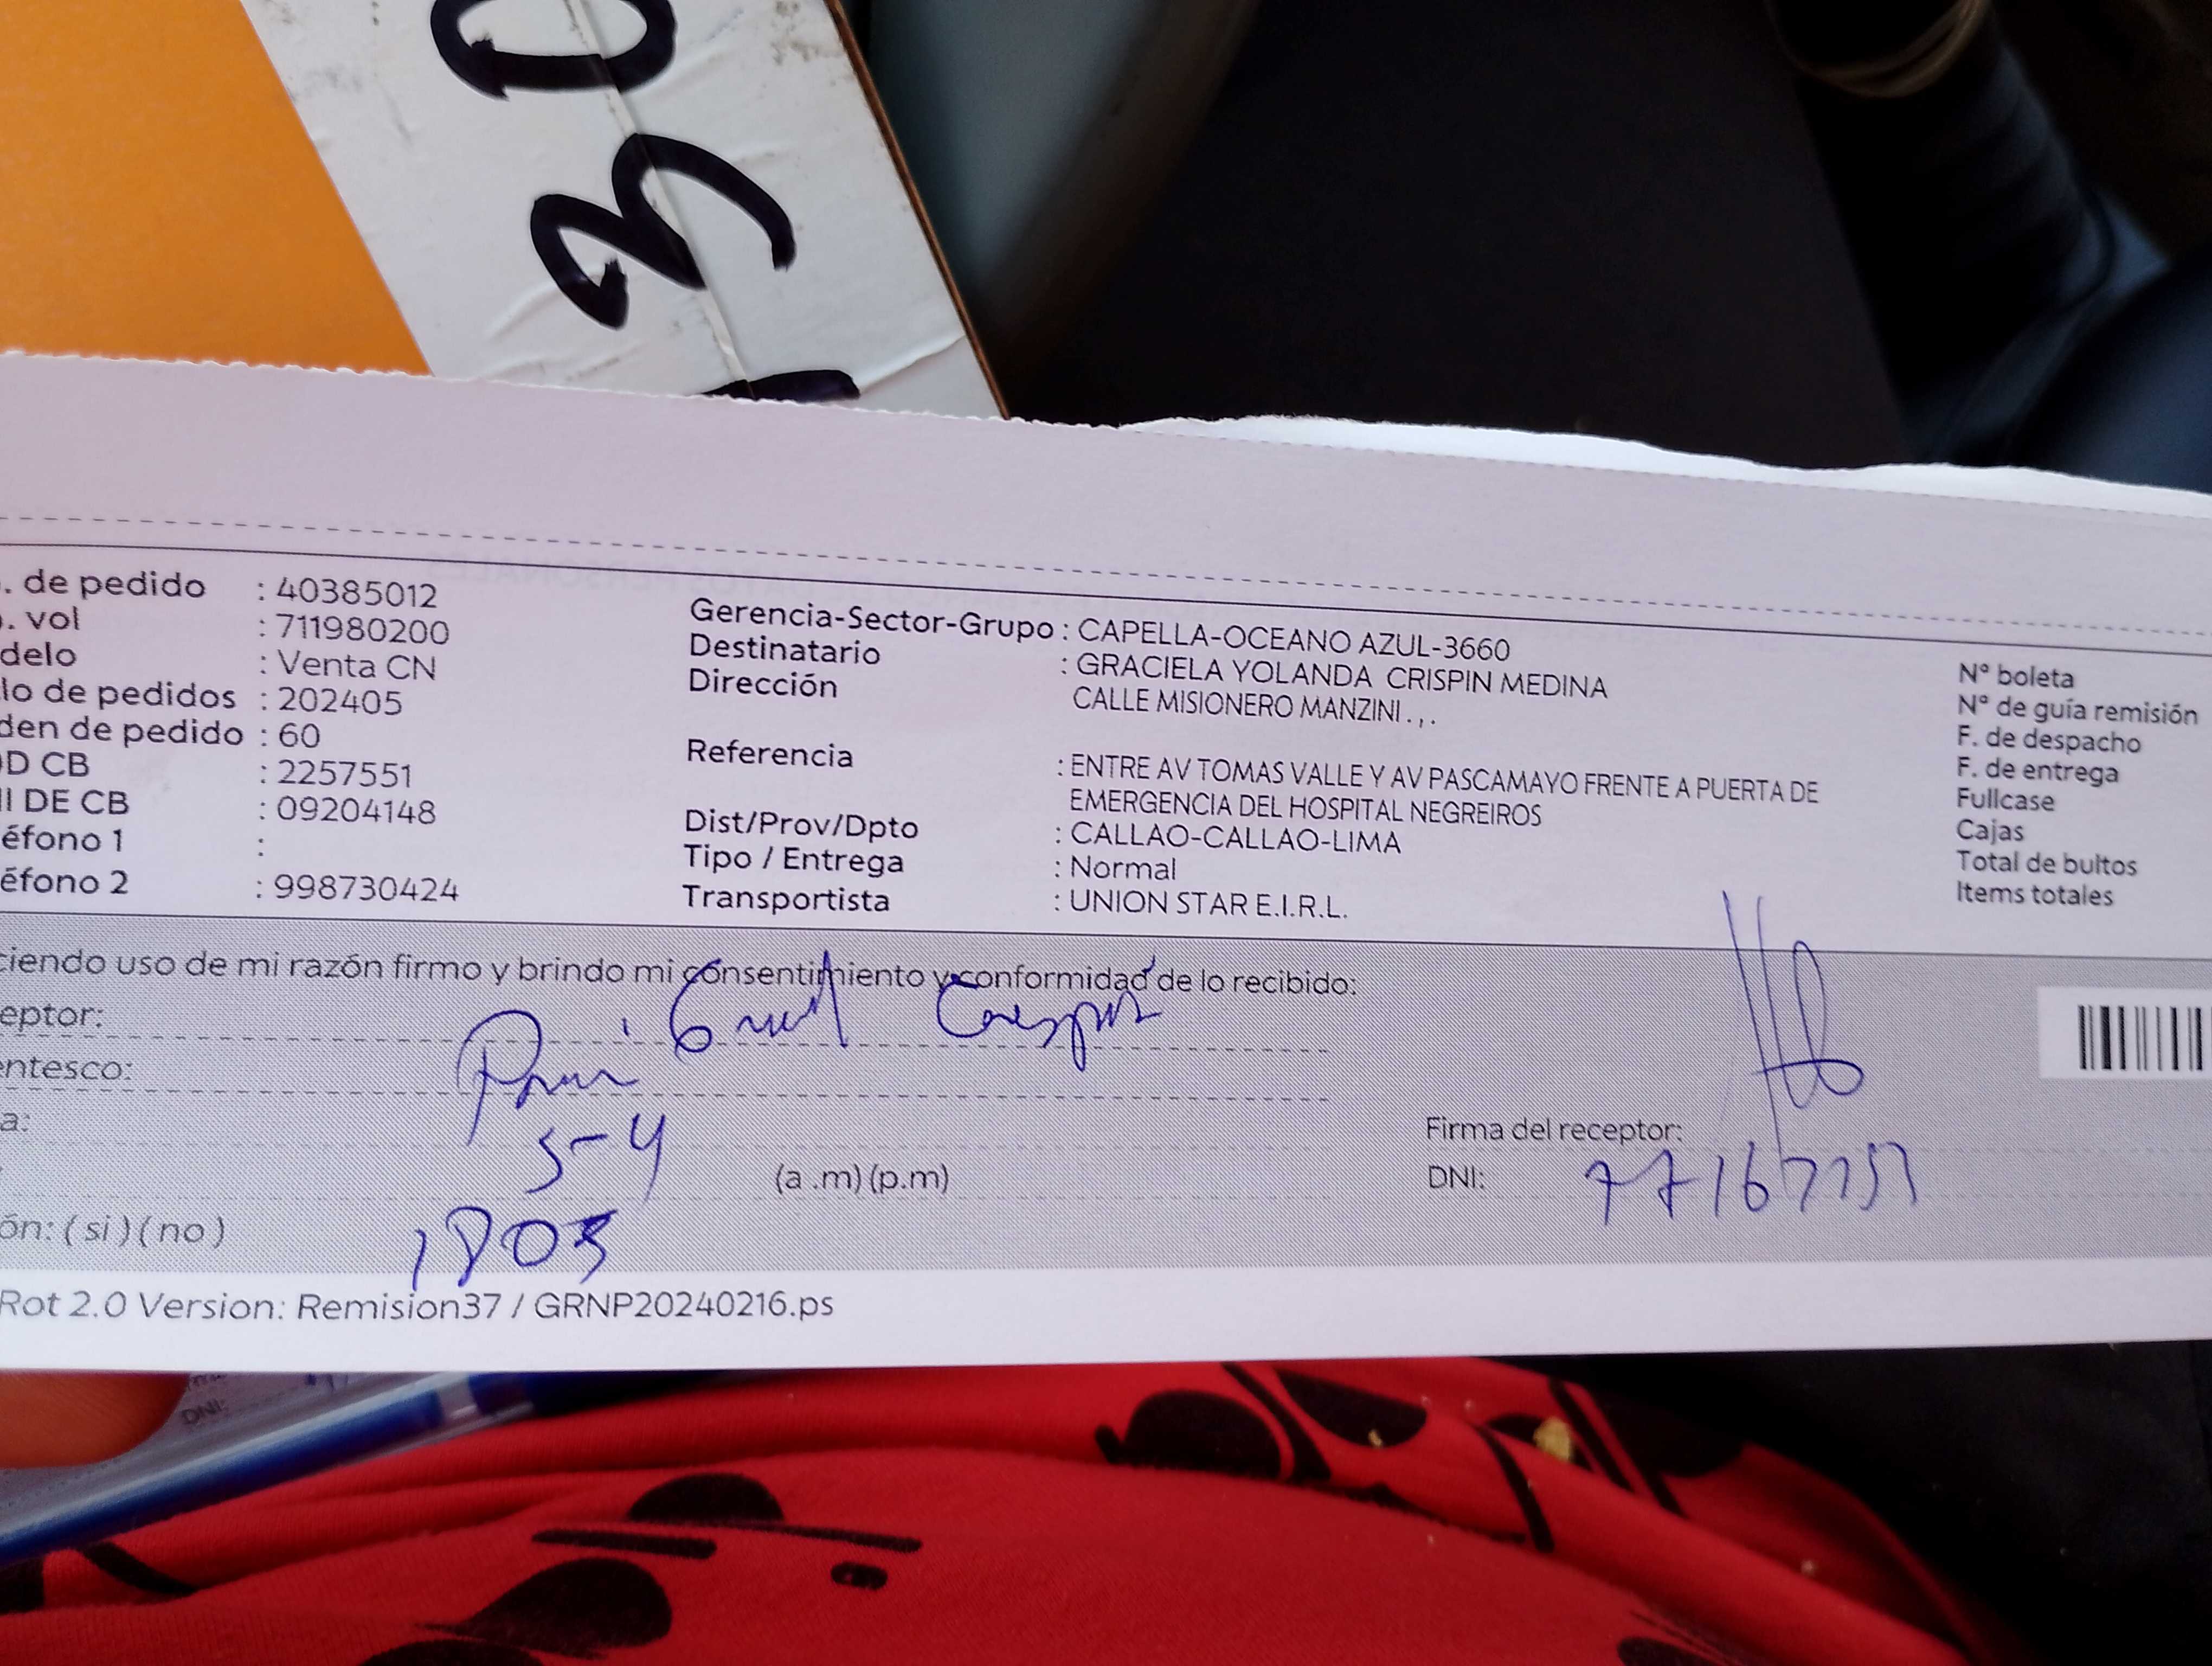 30
. de pedido : 40385012
. vol : 711980200
delo : Venta CN
lo de pedidos : 202405
den de pedido : 60
D CB : 2257551
I DE CB : 09204148
éfono 1 :
éfono 2 : 998730424
Gerencia-Sector-Grupo : CAPELLA-OCEANO AZUL-3660
Destinatario : GRACIELA YOLANDA CRISPIN MEDINA
Dirección CALLE MISIONERO MANZINI . , .
Referencia : ENTRE AV TOMAS VALLE Y AV PASCAMAYO FRENTE A PUERTA DE
EMERGENCIA DEL HOSPITAL NEGREIROS
Dist/Prov/Dpto : CALLAO-CALLAO-LIMA
Tipo / Entrega : Normal
Transportista : UNION STAR E.I.R.L.
Nº boleta
Nº de guía remisión
F. de despacho
F. de entrega
Fullcase
Cajas
Total de bultos
Items totales
ciendo uso de mi razón firmo y brindo mi consentimiento y conformidad de lo recibido:
eptor:
entesco:
a: 5-4
(a .m) (p.m)
ón: ( si ) ( no ) 1803
Firma del receptor:
DNI:
Rot 2.0 Version: Remision37 / GRNP20240216.ps
DNI: